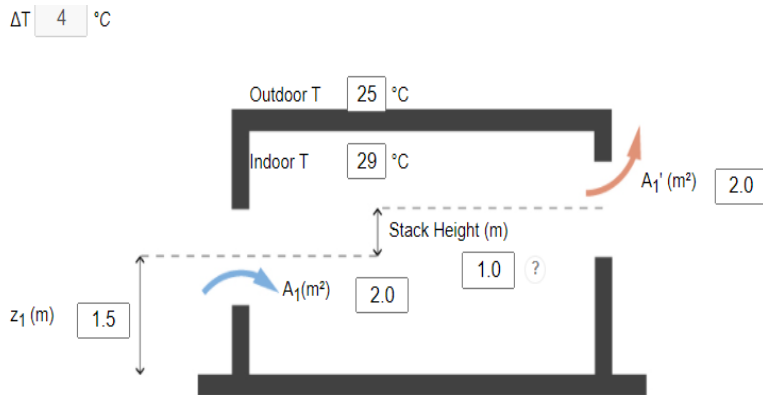 ΔT 4 °C
Outdoor T 25 °C
Indoor T 29 °C
A₁' (m²) 2.0
Stack Height (m)
1.0 ?
A₁(m²) 2.0
z₁ (m) 1.5